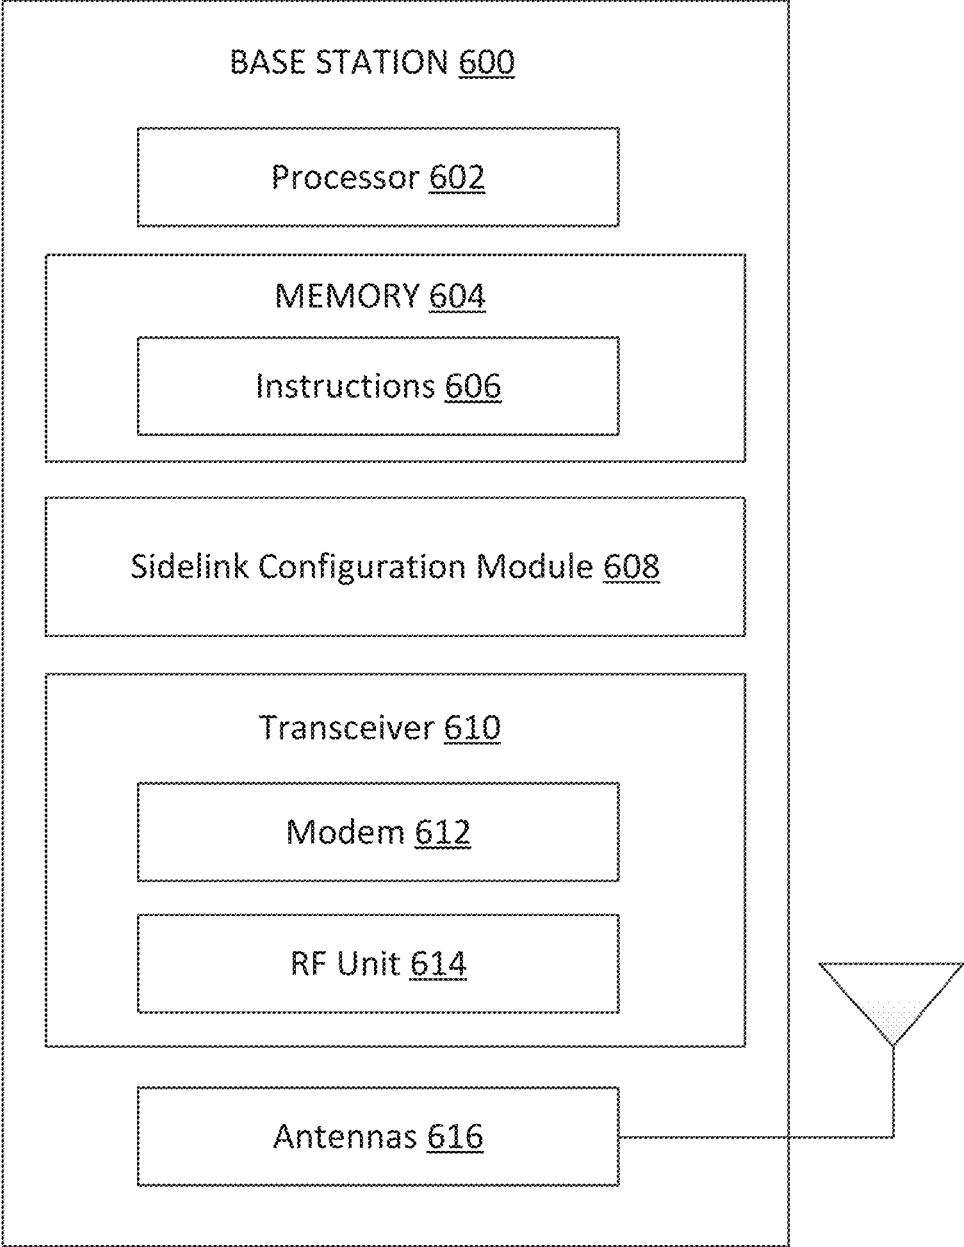 BASE STATION 600
Processor 602
MEMORY 604
Instructions 606
Sidelink Configuration Module 608
Transceiver 610
Modem 612
RF Unit 614
Antennas 616